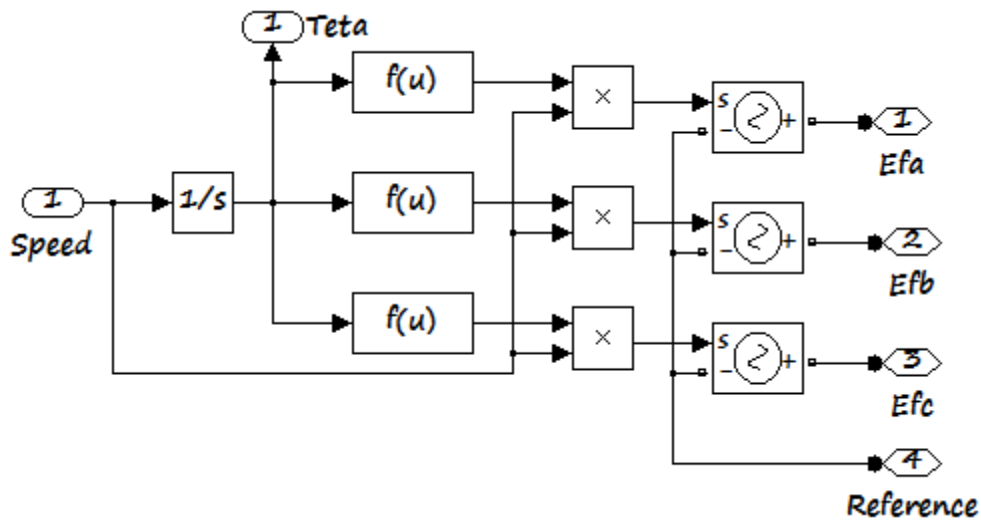 1 Teta
f(u)
×
s
-
+
1
Efa
1
Speed
1/s
f(u)
×
s
-
+
2
Efb
f(u)
×
s
-
+
3
Efc
4
Reference